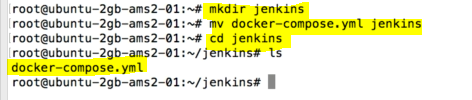 [root@ubuntu-2gb-ams2-01:~# mkdir jenkins
[root@ubuntu-2gb-ams2-01:~# mv docker-compose.yml jenkins
[root@ubuntu-2gb-ams2-01:~# cd jenkins
[root@ubuntu-2gb-ams2-01:~/jenkins# ls
docker-compose.yml
root@ubuntu-2gb-ams2-01:~/jenkins#